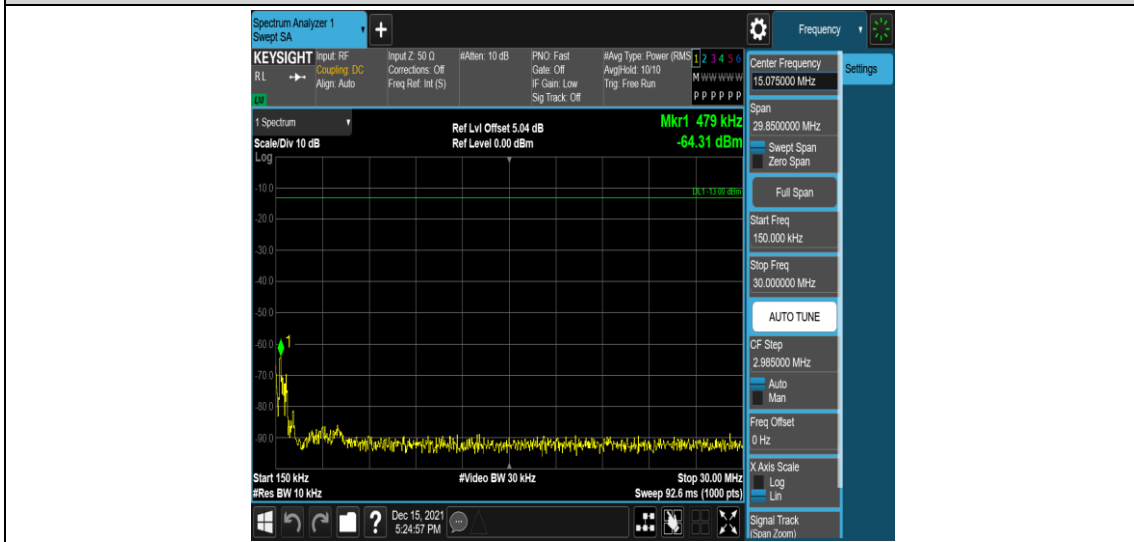 Spectrum Analyzer 1
Swept SA
+
Frequency
KEYSIGHT
Input: RF
Input Z: 50 Ω
#Atten: 10 dB
PNO: Fast
#Avg Type: Power (RMS
1 2 3 4 5 6
RL
Coupling: DC
Corrections: Off
Gate: Off
Avg|Hold: 10/10
M W W W W W
Align: Auto
Freq Ref: Int (S)
IF Gain: Low
Trig: Free Run
Sig Track: Off
P P P P P P
LXI
1 Spectrum
Ref Lvl Offset 5.04 dB
Mkr1 479 kHz
Scale/Div 10 dB
Ref Level 0.00 dBm
-64.31 dBm
Log
-10.0
DL1 -13.00 dBm
-20.0
-30.0
-40.0
-50.0
-60.0
1
-70.0
-80.0
-90.0
Start 150 kHz
#Video BW 30 kHz
Stop 30.00 MHz
#Res BW 10 kHz
Sweep 92.6 ms (1000 pts)
Center Frequency
15.075000 MHz
Settings
Span
29.8500000 MHz
Swept Span
Zero Span
Full Span
Start Freq
150.000 kHz
Stop Freq
30.000000 MHz
AUTO TUNE
CF Step
2.985000 MHz
Auto
Man
Freq Offset
0 Hz
X Axis Scale
Log
Lin
Signal Track
(Span Zoom)
?
Dec 15, 2021
5:24:57 PM